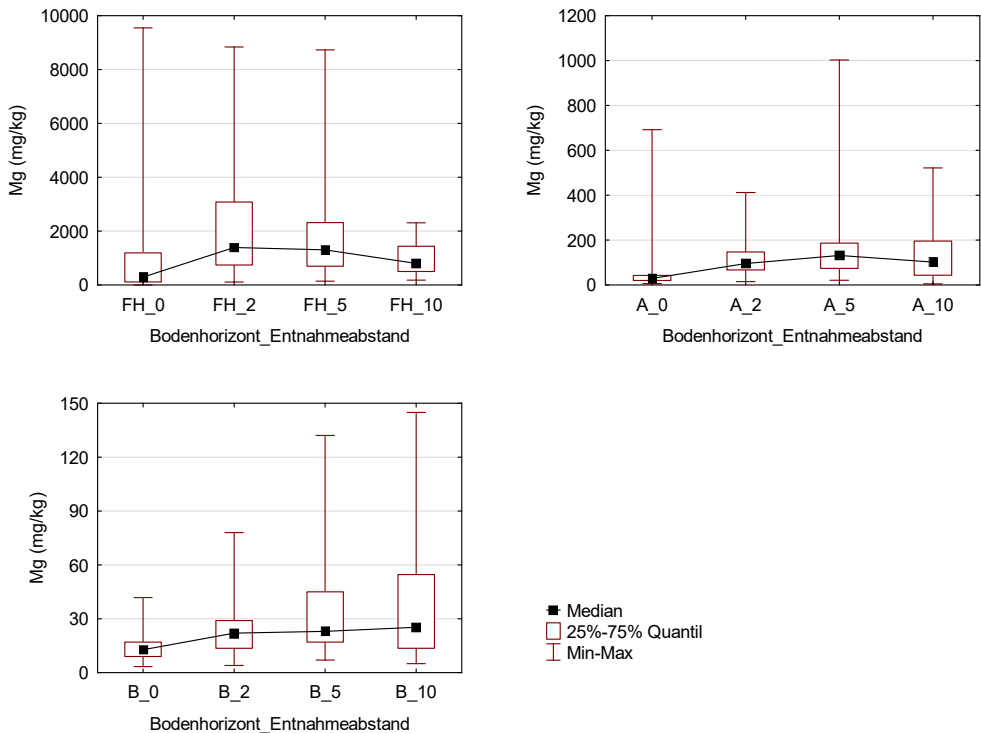 10000
8000
6000
4000
2000
0
Mg (mg/kg)
FH_0 FH_2 FH_5 FH_10
Bodenhorizont_Entnahmeabstand
1200
1000
800
600
400
200
0
Mg (mg/kg)
A_0 A_2 A_5 A_10
Bodenhorizont_Entnahmeabstand
150
120
90
60
30
0
Mg (mg/kg)
B_0 B_2 B_5 B_10
Bodenhorizont_Entnahmeabstand
Median
25%-75% Quantil
Min-Max